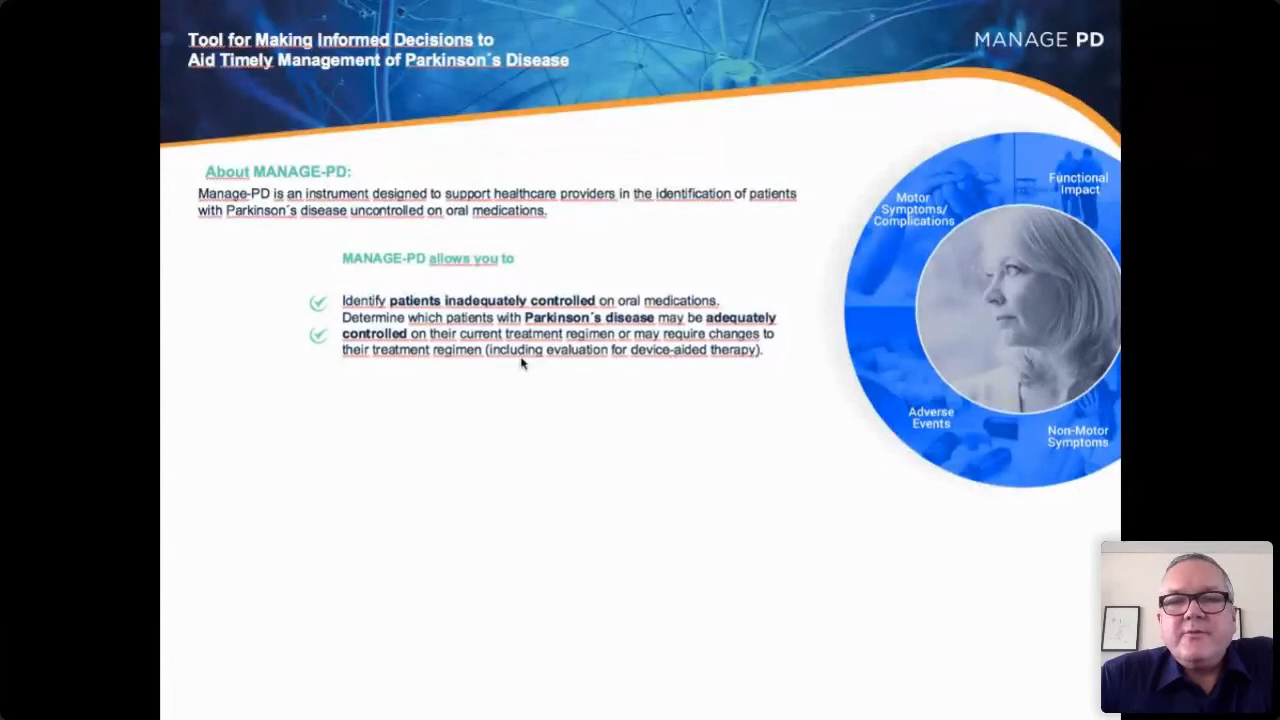 Tool for Making Informed Decisions to
Aid Timely Management of Parkinson´s Disease
MANAGE PD
About MANAGE-PD:
Manage-PD is an instrument designed to support healthcare providers in the identification of patients
with Parkinson´s disease uncontrolled on oral medications.
MANAGE-PD allows you to
Identify patients inadequately controlled on oral medications.
Determine which patients with Parkinson´s disease may be adequately
controlled on their current treatment regimen or may require changes to
their treatment regimen (including evaluation for device-aided therapy).
Motor
Symptoms/
Complications
Functional
Impact
Adverse
Events
Non-Motor
Symptoms